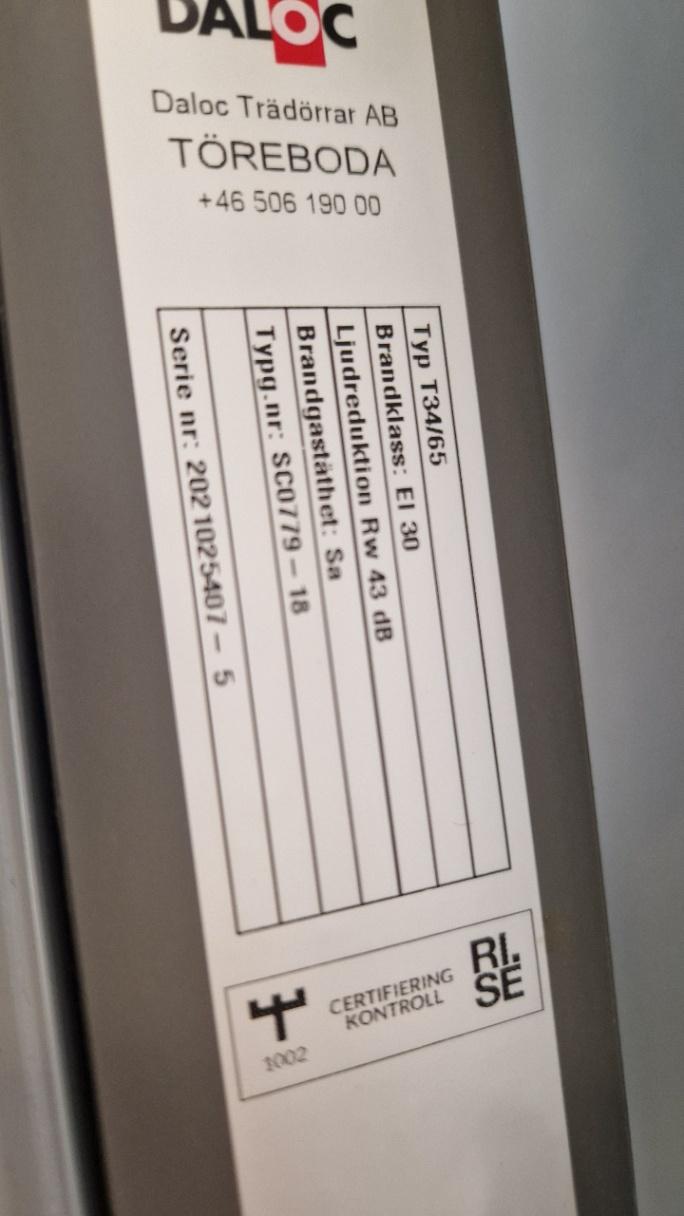 DALOC
Daloc Trädörrar AB
TÖREBODA
+46 506 190 00
Typ T34/65
Brandklass: EI 30
Ljudreduktion Rw 43 dB
Brandgastäthet: Sa
Typg.nr: SC0779 – 18
Serie nr: 2021025407 – 5
1002
CERTIFIERING
KONTROLL
RI.
SE